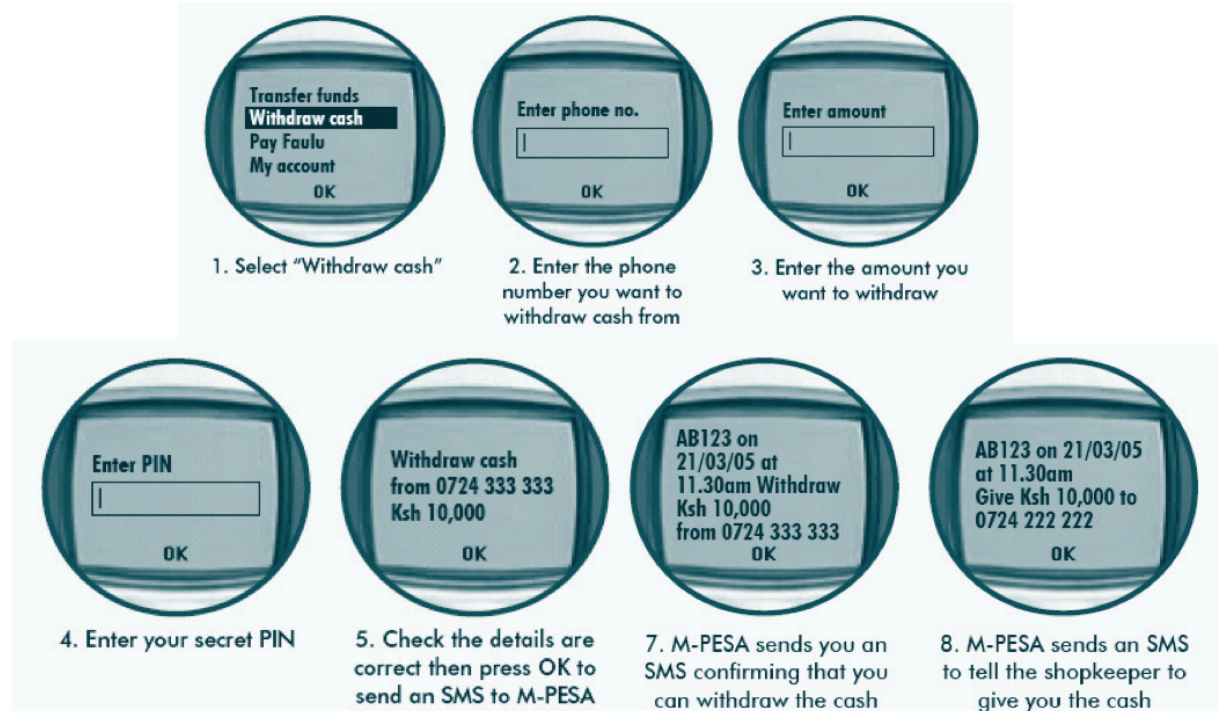 Transfer funds
Withdraw cash
Pay Faulu
My account
OK
1. Select “Withdraw cash”
Enter phone no.
OK
2. Enter the phone
number you want to
withdraw cash from
Enter amount
OK
3. Enter the amount you
want to withdraw
Enter PIN
OK
4. Enter your secret PIN
Withdraw cash
from 0724 333 333
Ksh 10,000
OK
5. Check the details are
correct then press OK to
send an SMS to M-PESA
AB123 on
21/03/05 at
11.30am Withdraw
Ksh 10,000
from 0724 333 333
OK
7. M-PESA sends you an
SMS confirming that you
can withdraw the cash
AB123 on 21/03/05
at 11.30am
Give Ksh 10,000 to
0724 222 222
OK
8. M-PESA sends an SMS
to tell the shopkeeper to
give you the cash